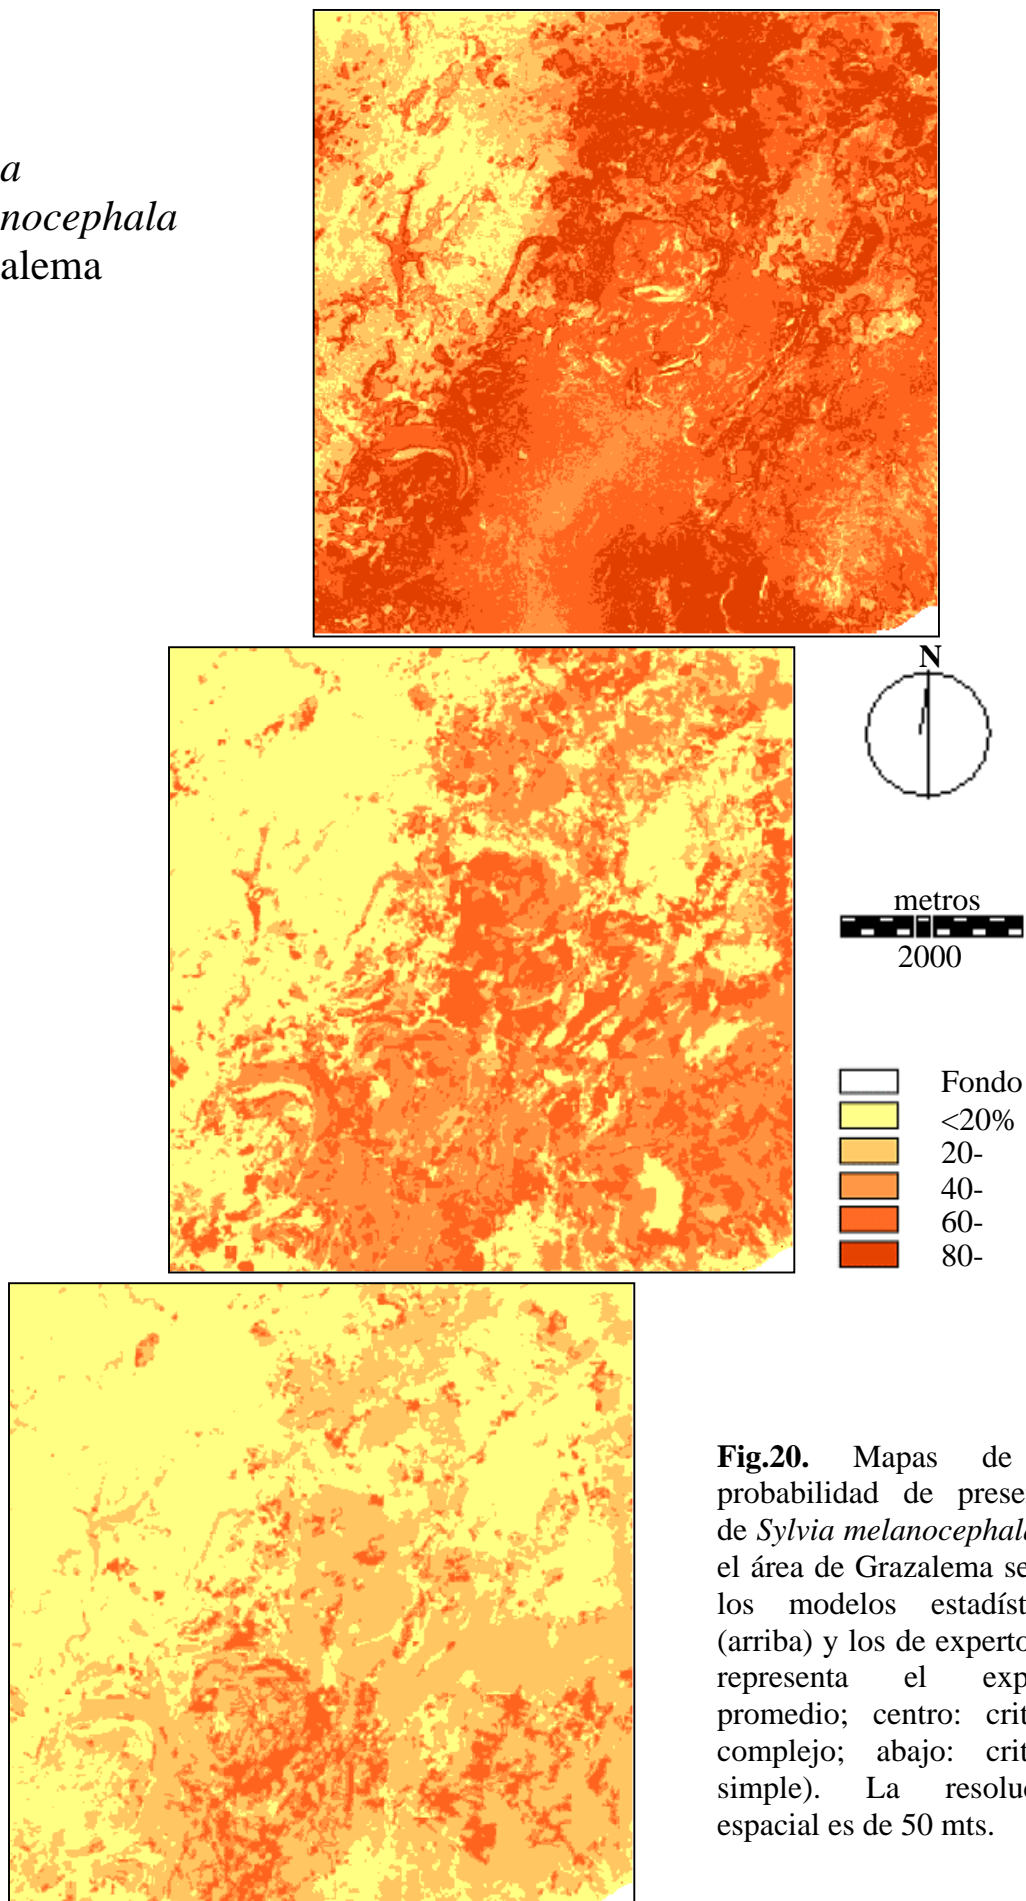 a
nocephala
alema
N
metros
2000
Fondo
<20%
20-
40-
60-
80-
Fig.20. Mapas de
probabilidad de prese
de Sylvia melanocephala
el área de Grazalema se
los modelos estadíst
(arriba) y los de experto
representa el exp
promedio; centro: crit
complejo; abajo: crit
simple). La resolu
espacial es de 50 mts.